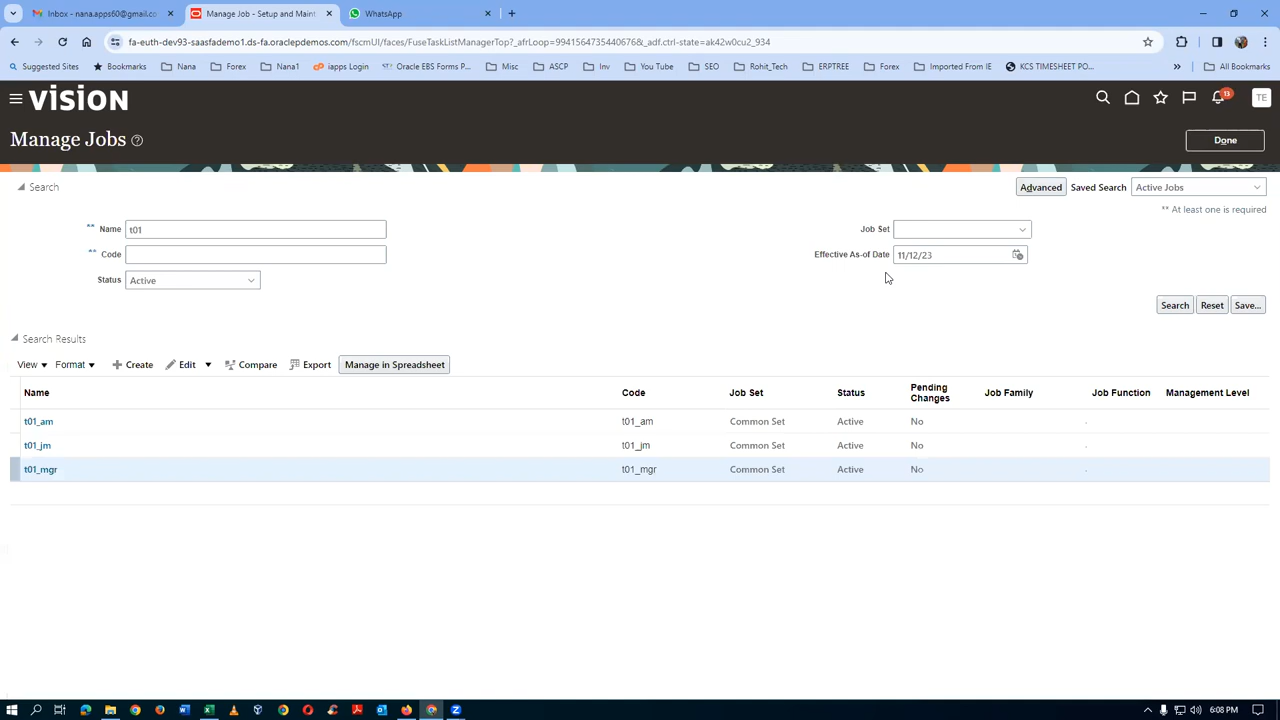 Inbox - nana.apps60@gmail.co
Manage Job - Setup and Maint
WhatsApp
fa-euth-dev93-saasfademo1.ds-fa.oraclepdemos.com/fscmUI/faces/FuseTaskListManagerTop?_afrLoop=99415647354406768&_adf.ctrl-state=ak42w0cu2_934
Suggested Sites Bookmarks Nana Forex Nana1 iapps Login Oracle EBS Forms P... Misc ASCP Inv You Tube SEO Rohit_Tech ERPTREE Forex Imported From IE KCS TIMESHEET PO... » All Bookmarks
VISION
13
TE
Manage Jobs
Done
Search
Advanced Saved Search Active Jobs
** At least one is required
** Name t01
Job Set
** Code
Effective As-of Date 11/12/23
Status Active
Search Reset Save...
Search Results
View Format Create Edit Compare Export Manage in Spreadsheet
Name Code Job Set Status Pending Changes Job Family Job Function Management Level
t01_am t01_am Common Set Active No .
t01_jm t01_jm Common Set Active No .
t01_mgr t01_mgr Common Set Active No .
6:08 PM